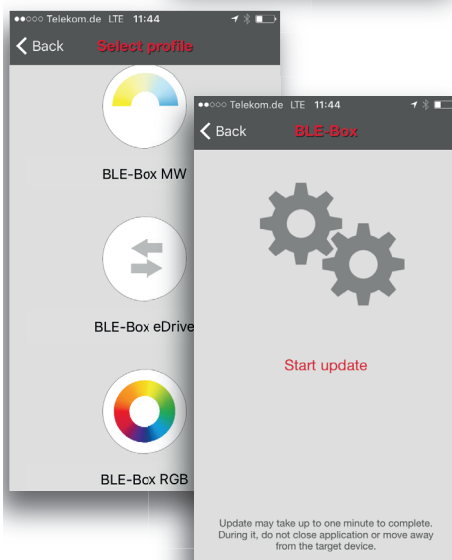 ●●○○○ Telekom.de LTE 11:44
Back Select profile
BLE-Box MW
BLE-Box eDrive
BLE-Box RGB
●●○○○ Telekom.de LTE 11:44
Back BLE-Box
Start update
Update may take up to one minute to complete.
During it, do not close application or move away
from the target device.